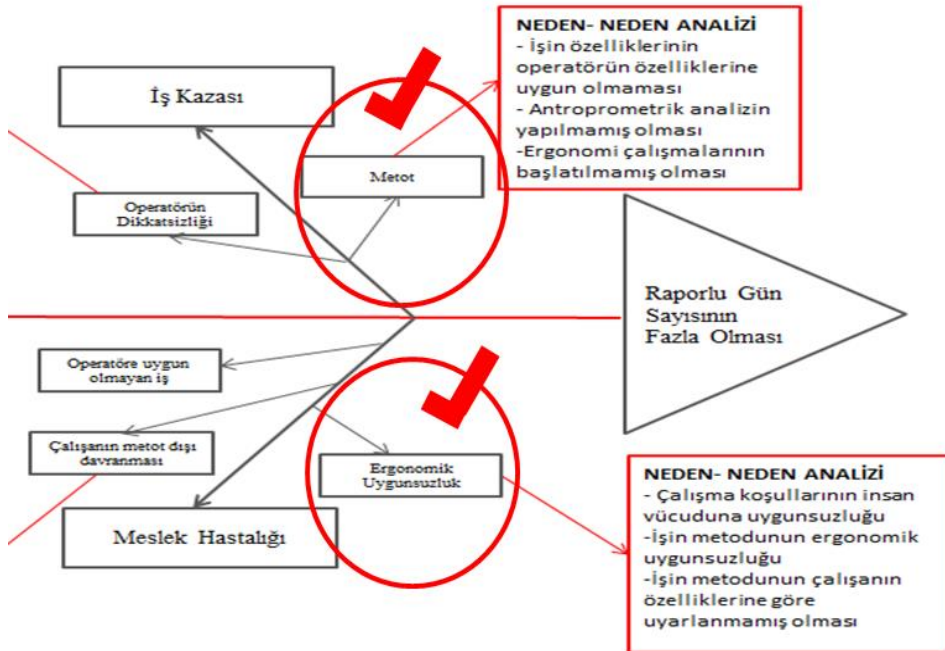 NEDEN- NEDEN ANALİZİ
- İşin özelliklerinin
operatörün özelliklerine
uygun olmaması
- Antroprometrik analizin
yapılmamış olması
-Ergonomi çalışmalarının
başlatılmamış olması
İş Kazası
Metot
Operatörün
Dikkatsizliği
Raporlu Gün
Sayısının
Fazla Olması
Operatöre uygun
olmayan iş
Çalışanın metot dışı
davranması
Ergonomik
Uygunsuzluk
Meslek Hastalığı
NEDEN- NEDEN ANALİZİ
- Çalışma koşullarının insan
vücuduna uygunsuzluğu
-İşin metodunun ergonomik
uygunsuzluğu
-İşin metodunun çalışanın
özelliklerine göre
uyarlanmamış olması